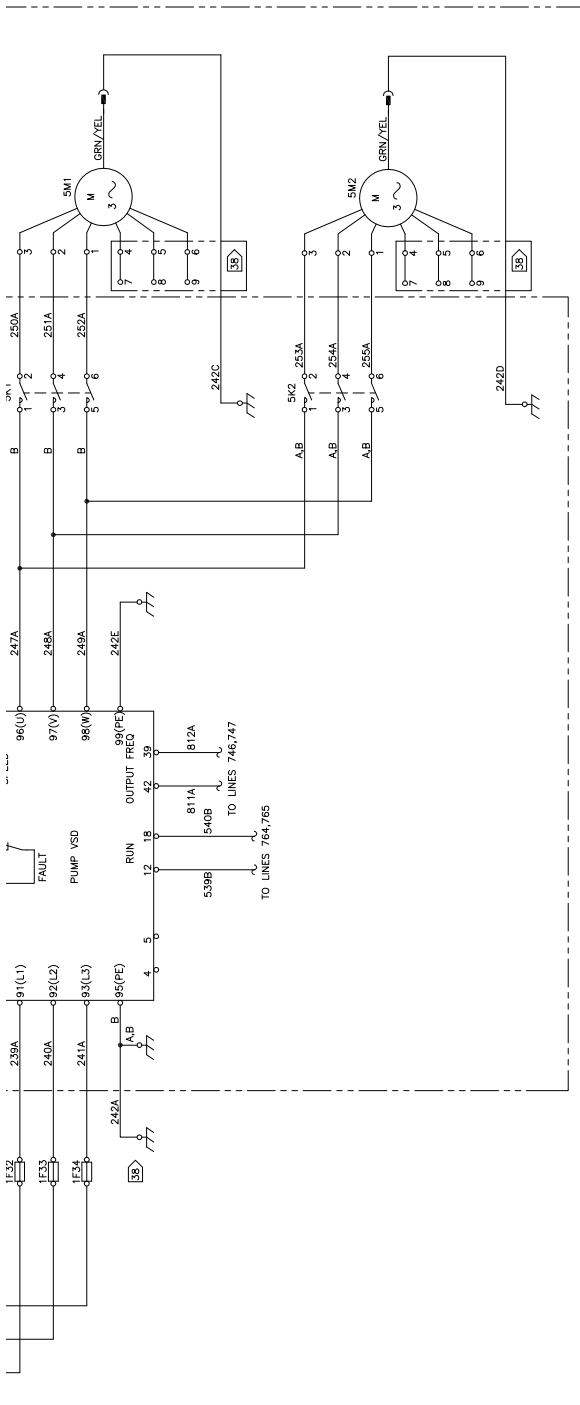 GRN/YEL
5M1
M
3
3
2
1
4
5
6
7
8
9
38
250A
251A
252A
2
4
6
1
3
5
B
B
B
242C
GRN/YEL
5M2
M
3
3
2
1
4
5
6
7
8
9
38
253A
254A
255A
5K2
2
4
6
1
3
5
A,B
A,B
A,B
242D
247A
248A
249A
242E
96(U)
97(V)
98(W)
99(PE)
OUTPUT FREQ
39
42
812A
811A
TO LINES 746,747
FAULT
PUMP VSD
RUN
18
12
540B
539B
TO LINES 764,765
5
4
91(L1)
92(L2)
93(L3)
95(PE)
239A
240A
241A
B
A,B
242A
1F32
1F33
1F34
38